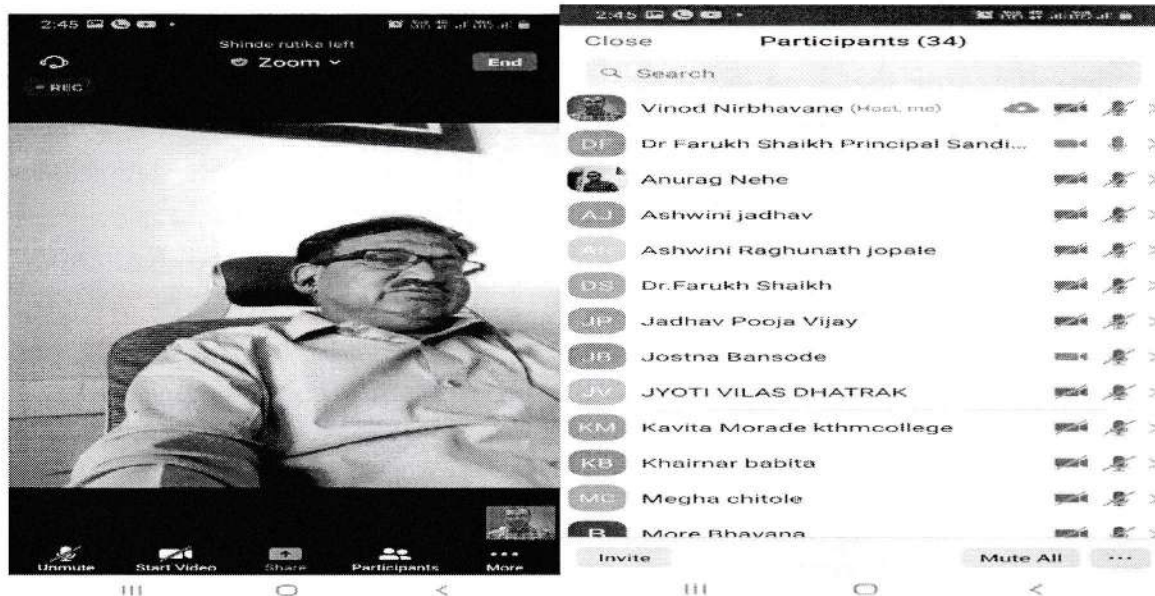 2:45
Shinde rutika left
Zoom
End
REC
Unmute
Start Video
Share
Participants
More
2:45
Close
Participants (34)
Search
Vinod Nirbhavane (Host, me)
DF Dr Farukh Shaikh Principal Sandi...
Anurag Nehe
AJ Ashwini jadhav
Ashwini Raghunath jopale
DS Dr.Farukh Shaikh
JP Jadhav Pooja Vijay
JB Jostna Bansode
JV JYOTI VILAS DHATRAK
KM Kavita Morade kthmcollege
KB Khairnar babita
MC Megha chitole
B More Bhavana
Invite
Mute All